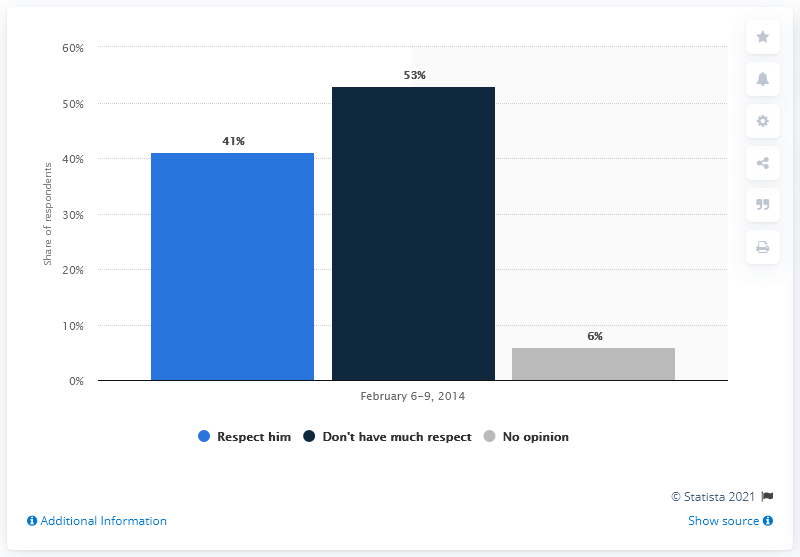 60%
53%
50%
41%
40%
Share of respondents
30%
20%
10%
6%
0%
February 6-9, 2014
Respect him Don't have much respect No opinion
© Statista 2021
Additional Information Show source